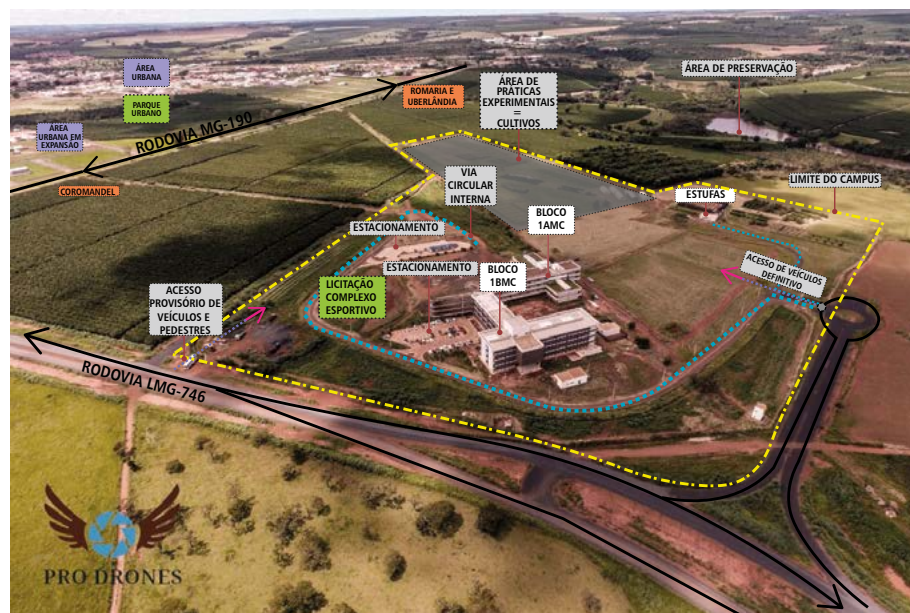 ÁREA
URBANA
PARQUE
URBANO
ÁREA
URBANA EM
EXPANSÃO
RODOVIA MG-190
COROMANDEL
ROMARIA E
UBERLÂNDIA
ÁREA DE
PRÁTICAS
EXPERIMENTAIS
=
CULTIVOS
ÁREA DE PRESERVAÇÃO
VIA
CIRCULAR
INTERNA
LIMITE DO CAMPUS
ESTUFAS
BLOCO
1AMC
ESTACIONAMENTO
ESTACIONAMENTO
BLOCO
1BMC
ACESSO DE VEÍCULOS
DEFINITIVO
LICITAÇÃO
COMPLEXO
ESPORTIVO
ACESSO
PROVISÓRIO DE
VEÍCULOS E
PEDESTRES
RODOVIA LMG-746
PRO DRONES